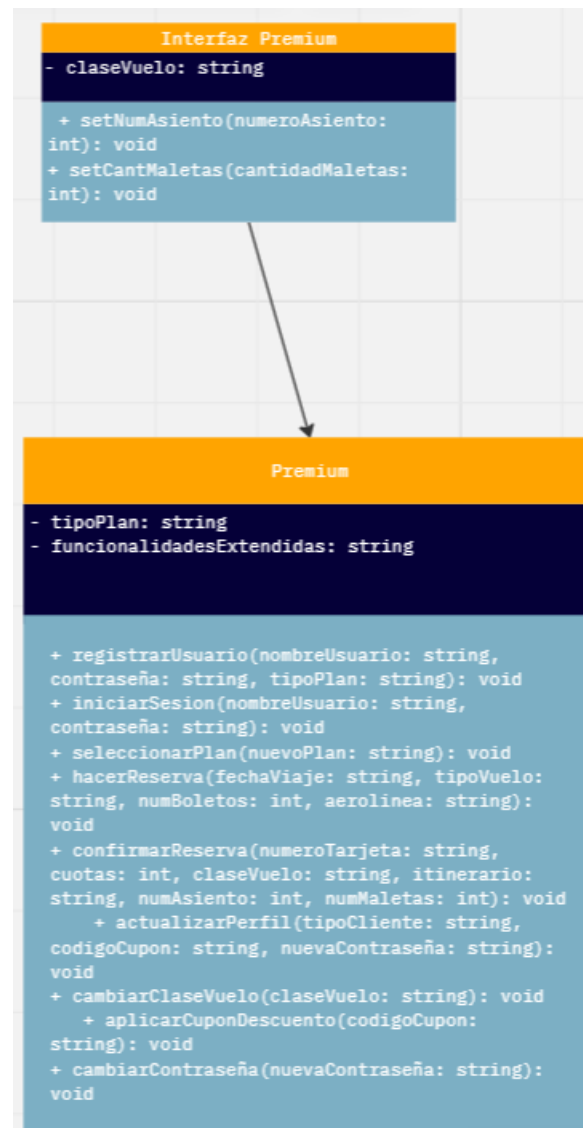 Interfaz Premium
- claseVuelo: string
+ setNumAsiento(numeroAsiento:
int): void
+ setCantMaletas(cantidadMaletas:
int): void
Premium
- tipoPlan: string
- funcionalidadesExtendidas: string
+ registrarUsuario(nombreUsuario: string,
contraseña: string, tipoPlan: string): void
+ iniciarSesion(nombreUsuario: string,
contraseña: string): void
+ seleccionarPlan(nuevoPlan: string): void
+ hacerReserva(fechaViaje: string, tipoVuelo:
string, numBoletos: int, aerolinea: string):
void
+ confirmarReserva(numeroTarjeta: string,
cuotas: int, claseVuelo: string, itinerario:
string, numAsiento: int, numMaletas: int): void
+ actualizarPerfil(tipoCliente: string,
codigoCupon: string, nuevaContraseña: string):
void
+ cambiarClaseVuelo(claseVuelo: string): void
+ aplicarCuponDescuento(codigoCupon:
string): void
+ cambiarContraseña(nuevaContraseña: string):
void